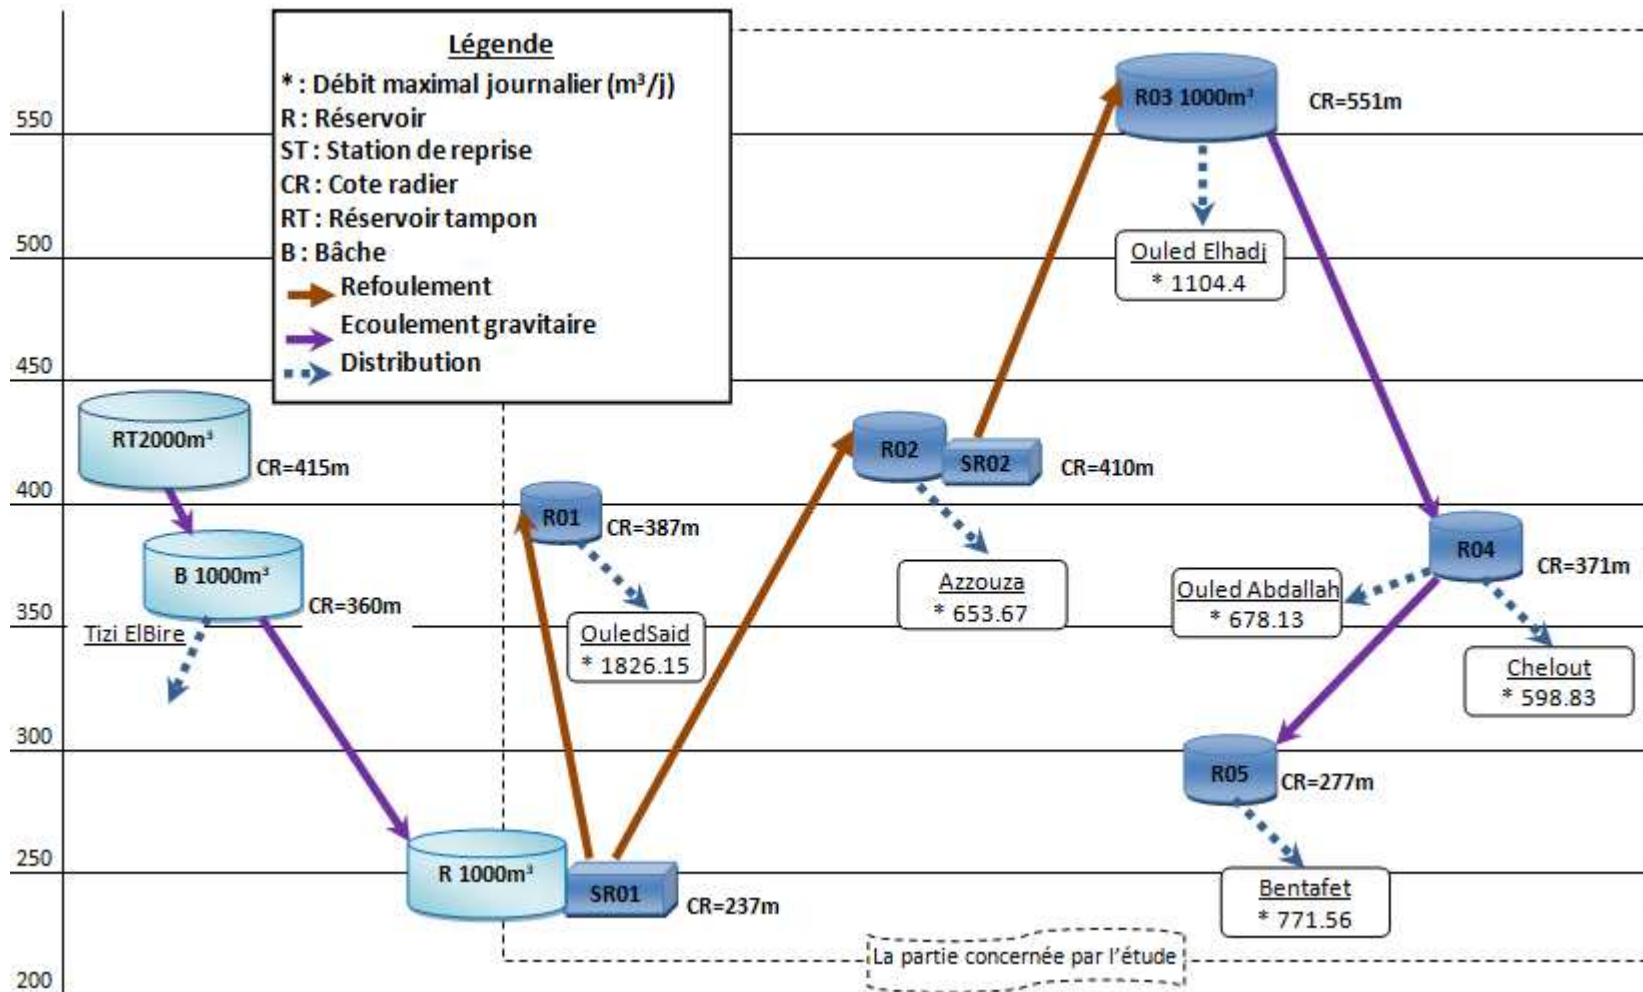 Légende
* : Débit maximal journalier (m³/j)
R : Réservoir
ST : Station de reprise
CR : Cote radier
RT : Réservoir tampon
B : Bâche
Refoulement
Ecoulement gravitaire
Distribution
550
500
450
400
350
300
250
200
R03 1000m³
CR=551m
Ouled Elhadj
* 1104.4
RT2000m³
CR=415m
R02
SR02
CR=410m
R01
CR=387m
R04
CR=371m
B 1000m³
CR=360m
Azzouza
* 653.67
Ouled Abdallah
* 678.13
Tizi ElBire
OuledSaid
* 1826.15
Chelout
* 598.83
R05
CR=277m
R 1000m³
SR01
CR=237m
Bentafet
* 771.56
La partie concernée par l'étude